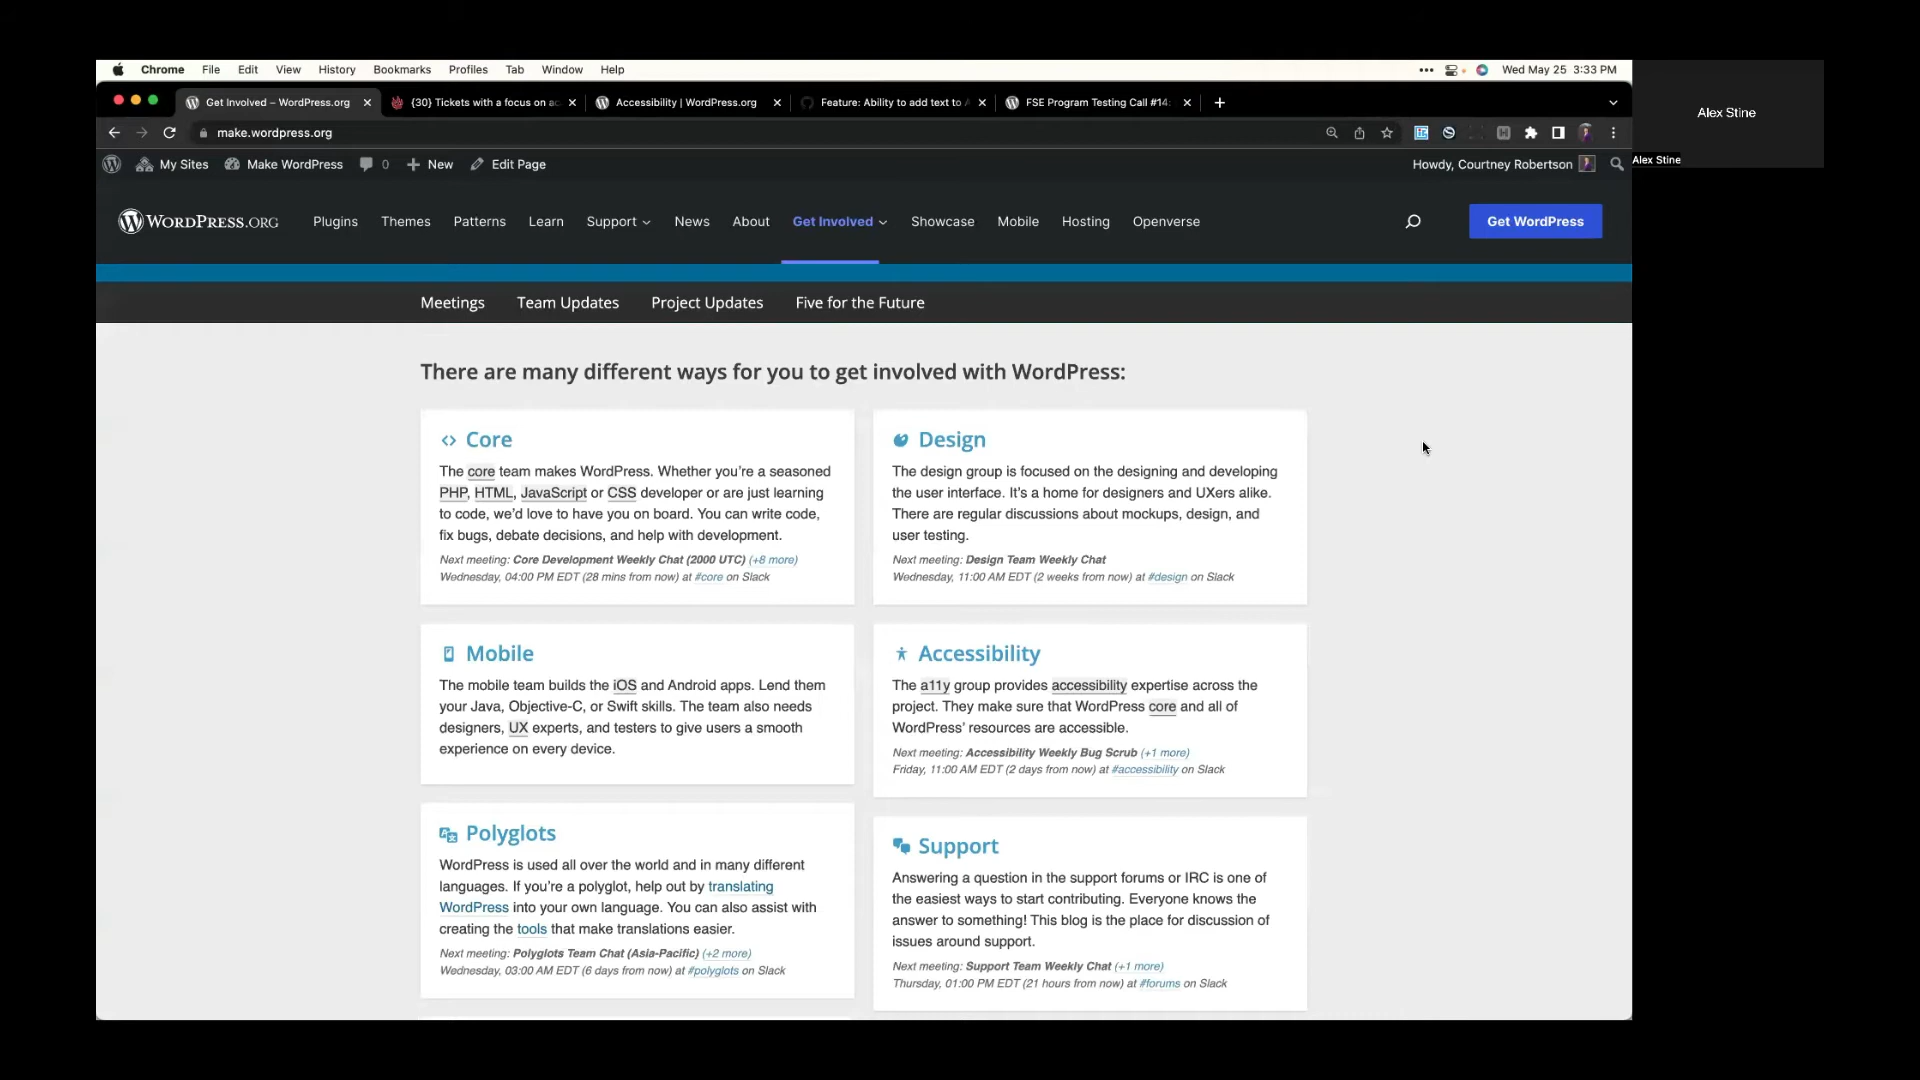 Chrome File Edit View History Bookmarks Profiles Tab Window Help
Wed May 25 3:33 PM
Get Involved – WordPress.org
{30} Tickets with a focus on ac
Accessibility | WordPress.org
Feature: Ability to add text to
FSE Program Testing Call #14:
Alex Stine
make.wordpress.org
Alex Stine
My Sites Make WordPress 0 New Edit Page
Howdy, Courtney Robertson
WORDPRESS.ORG
Plugins Themes Patterns Learn Support News About Get Involved Showcase Mobile Hosting Openverse
Get WordPress
Meetings Team Updates Project Updates Five for the Future
There are many different ways for you to get involved with WordPress:
Core
The core team makes WordPress. Whether you’re a seasoned
PHP, HTML, JavaScript or CSS developer or are just learning
to code, we’d love to have you on board. You can write code,
fix bugs, debate decisions, and help with development.
Next meeting: Core Development Weekly Chat (2000 UTC) (+8 more)
Wednesday, 04:00 PM EDT (28 mins from now) at #core on Slack
Design
The design group is focused on the designing and developing
the user interface. It’s a home for designers and UXers alike.
There are regular discussions about mockups, design, and
user testing.
Next meeting: Design Team Weekly Chat
Wednesday, 11:00 AM EDT (2 weeks from now) at #design on Slack
Mobile
The mobile team builds the iOS and Android apps. Lend them
your Java, Objective-C, or Swift skills. The team also needs
designers, UX experts, and testers to give users a smooth
experience on every device.
Accessibility
The a11y group provides accessibility expertise across the
project. They make sure that WordPress core and all of
WordPress’ resources are accessible.
Next meeting: Accessibility Weekly Bug Scrub (+1 more)
Friday, 11:00 AM EDT (2 days from now) at #accessibility on Slack
Polyglots
WordPress is used all over the world and in many different
languages. If you’re a polyglot, help out by translating
WordPress into your own language. You can also assist with
creating the tools that make translations easier.
Next meeting: Polyglots Team Chat (Asia-Pacific) (+2 more)
Wednesday, 03:00 AM EDT (6 days from now) at #polyglots on Slack
Support
Answering a question in the support forums or IRC is one of
the easiest ways to start contributing. Everyone knows the
answer to something! This blog is the place for discussion of
issues around support.
Next meeting: Support Team Weekly Chat (+1 more)
Thursday, 01:00 PM EDT (21 hours from now) at #forums on Slack